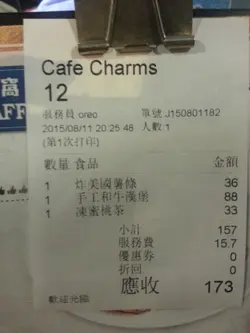 Cafe Charms
12
服務員 oreo 單號:J150801182
2015/08/11 20:25:48 人數:1
(第1次打印)
數量 食品 金額
1 炸美國薯條 36
1 手工和牛漢堡 88
1 凍蜜桃茶 33
小計 157
服務費 15.7
優惠券 0
折回 0
應收 173
歡迎光臨
窩
AFF